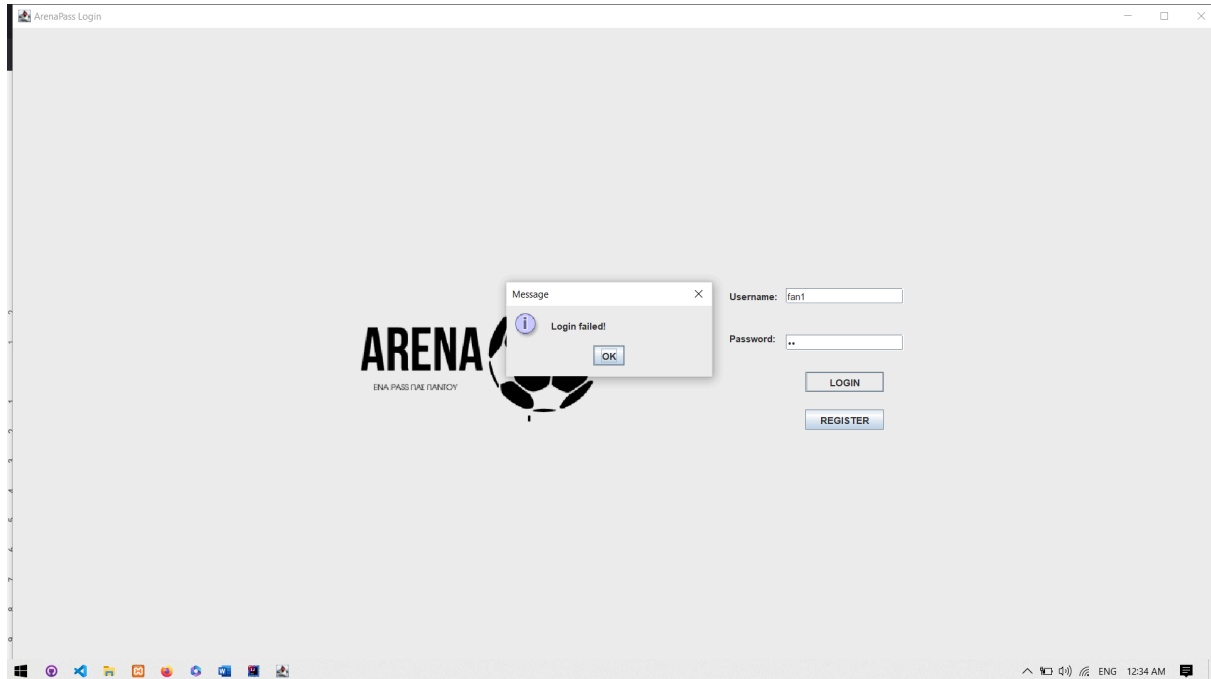 ArenaPass Login
Message
Login failed!
OK
Username: fan1
Password:
LOGIN
REGISTER
ARENA
ΕΝΑ PASS ΠΑΣ ΠΑΝΤΟΥ
ENG 12:34 AM